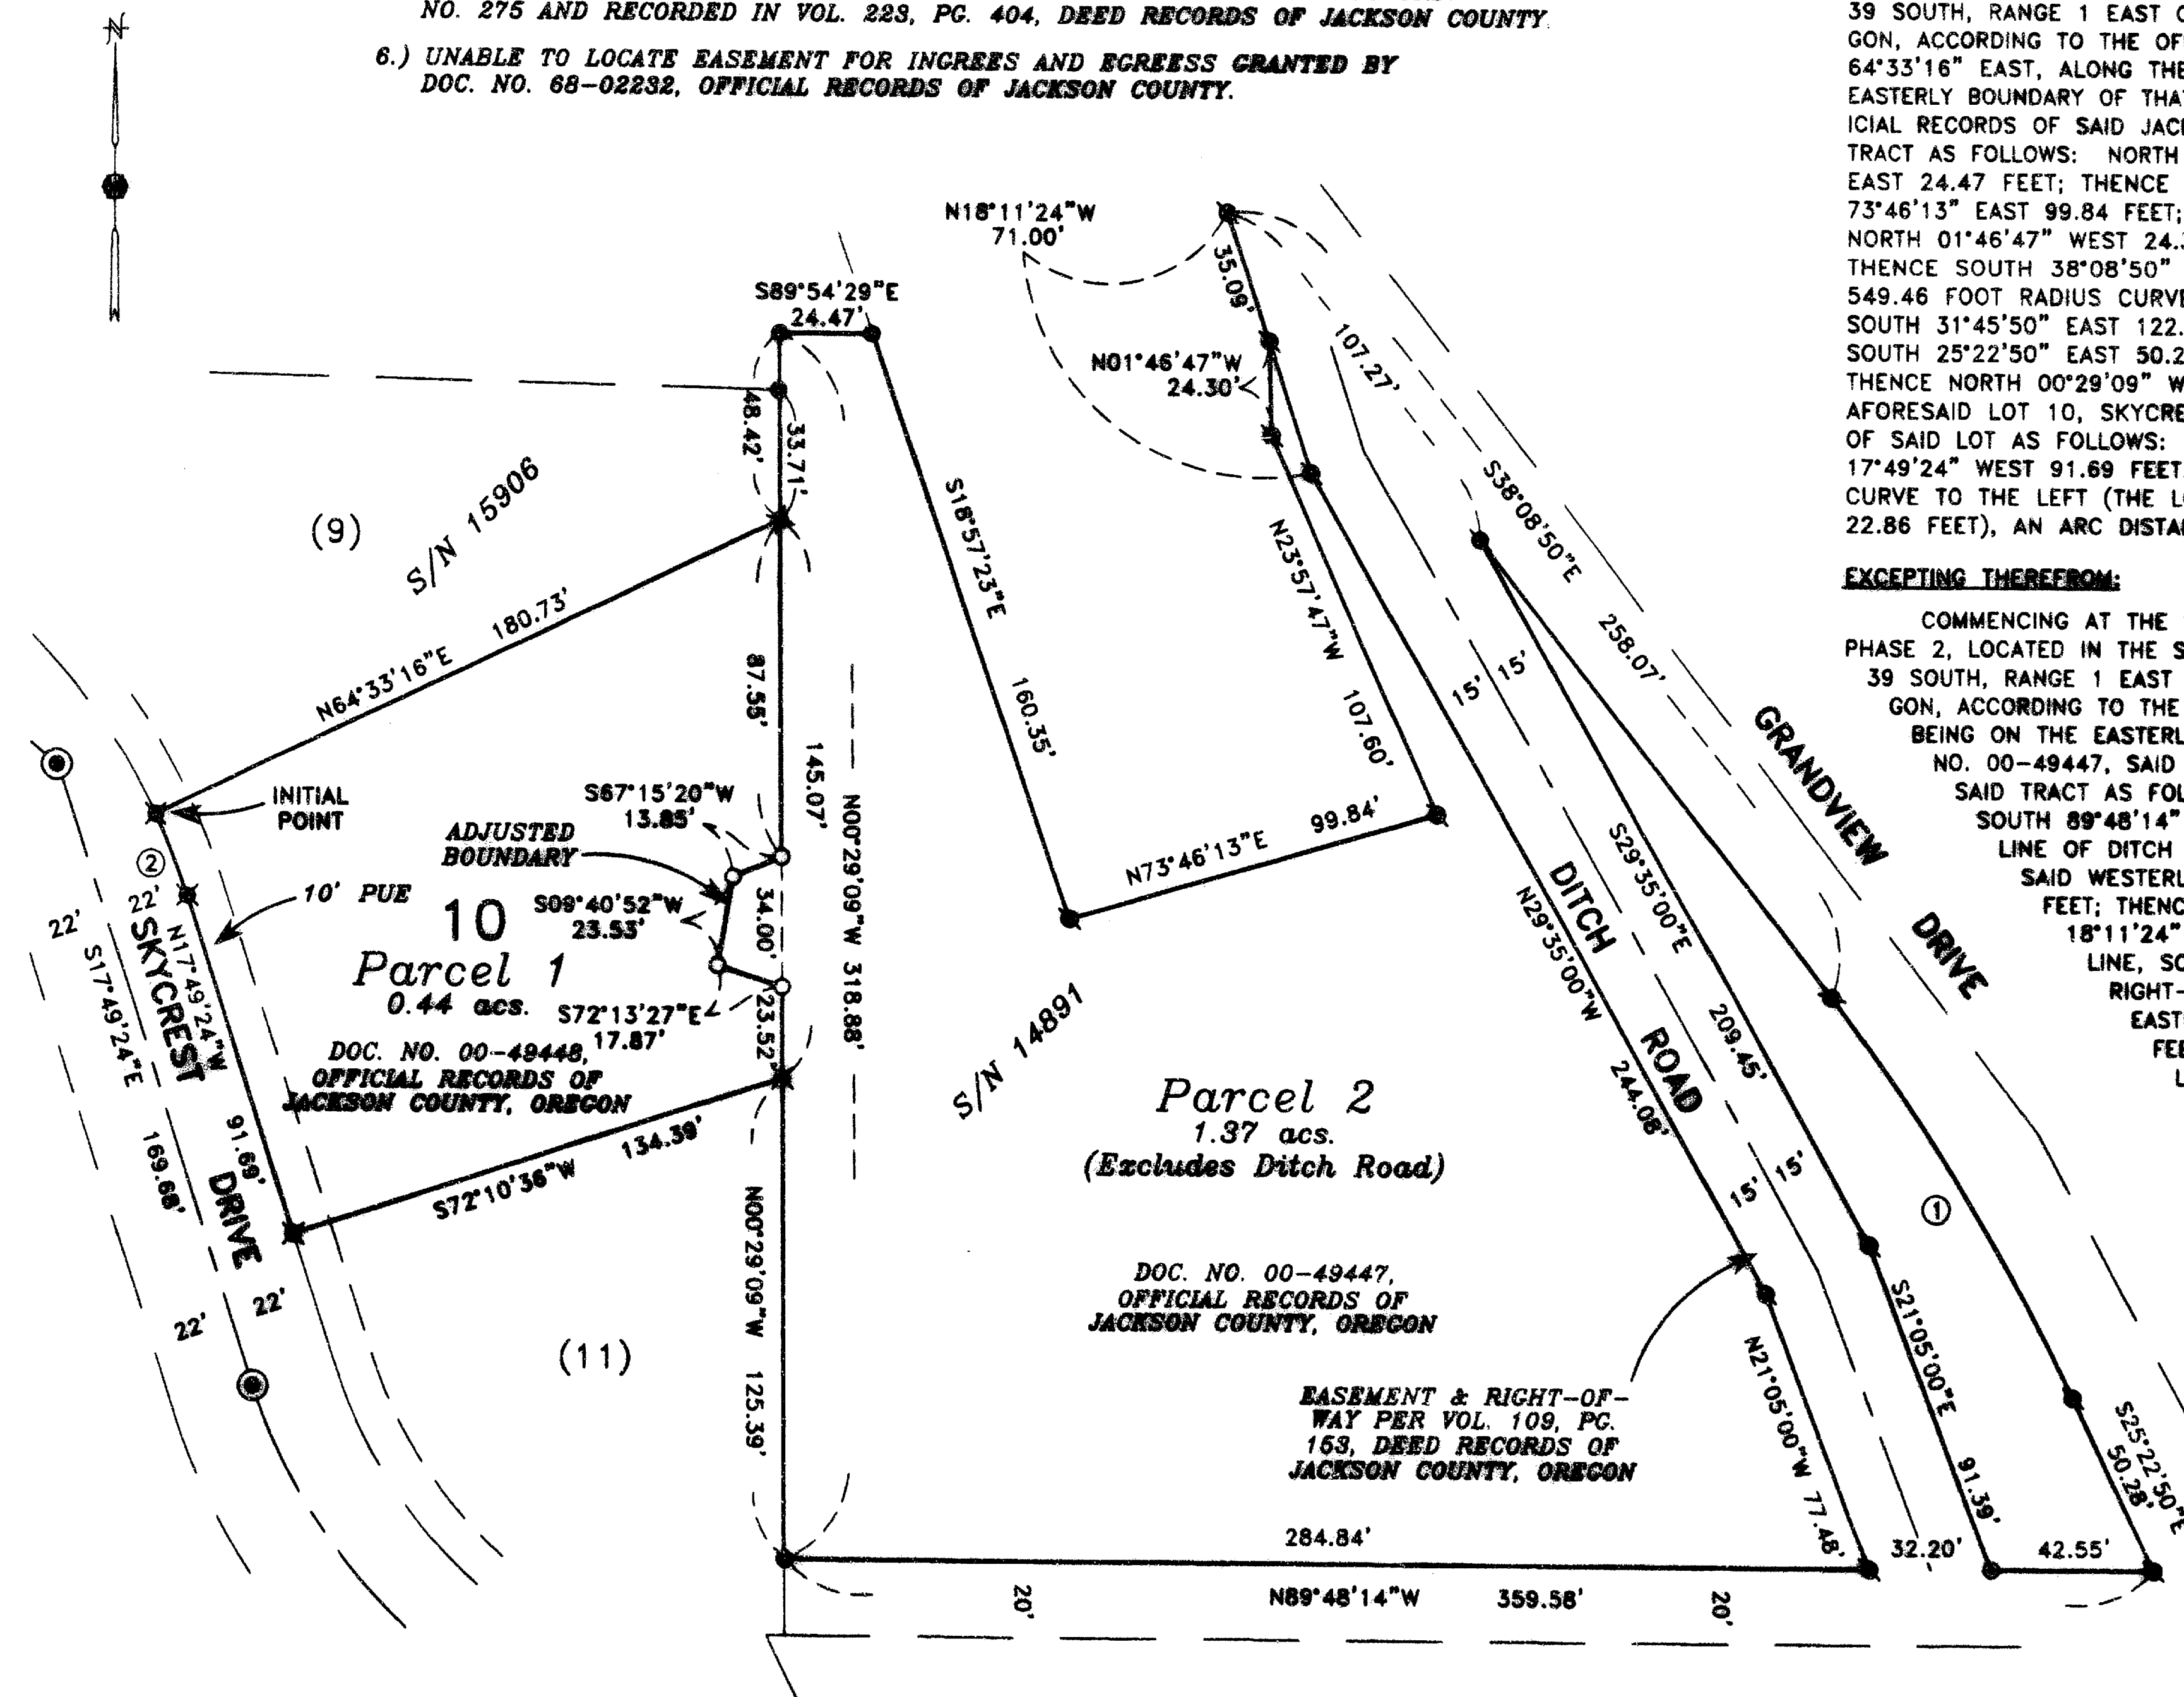 NO. 275 AND RECORDED IN VOL. 223, PG. 404, DEED RECORDS OF JACKSON COUNTY.
6.) UNABLE TO LOCATE EASEMENT FOR INGREES AND EGREESS GRANTED BY
DOC. NO. 68-02232, OFFICIAL RECORDS OF JACKSON COUNTY.
N
N18°11'24"W
71.00'
35.09'
S89°54'29"E
24.47'
N01°46'47"W
24.30'
107.27'
48.42'
33.71'
(9)
S/N 15906
S18°57'23"E
160.35'
N23°57'47"W
107.60'
S38°08'50"E
258.07'
N64°33'16"E
180.73'
87.55'
145.07'
15'
15'
GRANDVIEW
DRIVE
INITIAL
POINT
S67°15'20"W
13.85'
ADJUSTED
BOUNDARY
N73°46'13"E
99.84'
2
10' PUE
22'
22'
SKYCREST
DRIVE
N17°49'24"W
91.69'
S17°49'24"E
169.68'
10
Parcel 1
0.44 acs.
S09°40'52"W
23.53'
34.00'
N00°29'09"W 318.88'
S72°13'27"E
17.87'
23.52'
DOC. NO. 00-49448,
OFFICIAL RECORDS OF
JACKSON COUNTY, OREGON
S72°10'36"W
134.39'
S/N 14891
DITCH
ROAD
S29°35'00"E
209.45'
N29°35'00"W
244.08'
Parcel 2
1.37 acs.
(Excludes Ditch Road)
15'
15'
1
22'
22'
(11)
N00°29'09"W 125.39'
DOC. NO. 00-49447,
OFFICIAL RECORDS OF
JACKSON COUNTY, OREGON
EASEMENT & RIGHT-OF-
WAY PER VOL. 109, PG.
153, DEED RECORDS OF
JACKSON COUNTY, OREGON
N21°05'00"W 77.48'
S21°05'00"E
91.39'
S25°22'50"E
50.28'
284.84'
32.20'
42.55'
20'
N89°48'14"W 359.58'
20'
39 SOUTH, RANGE 1 EAST
GON, ACCORDING TO THE
64°33'16" EAST, ALONG THE
EASTERLY BOUNDARY OF
ICIAL RECORDS OF SAID
TRACT AS FOLLOWS: NORTH
EAST 24.47 FEET; THENCE
73°46'13" EAST 99.84 FEET;
NORTH 01°46'47" WEST
THENCE SOUTH 38°08'50"
549.46 FOOT RADIUS
SOUTH 31°45'50" EAST
SOUTH 25°22'50" EAST
THENCE NORTH 00°29'09"
AFORESAID LOT 10,
OF SAID LOT AS FOLLOWS:
17°49'24" WEST 91.69 FEET
CURVE TO THE LEFT (THE
22.86 FEET), AN ARC
EXCEPTING THEREFROM:
COMMENCING AT THE
PHASE 2, LOCATED IN THE
39 SOUTH, RANGE 1 EAST
GON, ACCORDING TO THE
BEING ON THE
NO. 00-49447, SAID
SAID TRACT AS
SOUTH 89°48'14"
LINE OF DITCH
SAID
FEET;
18°11'24"
LINE,
RIGHT-